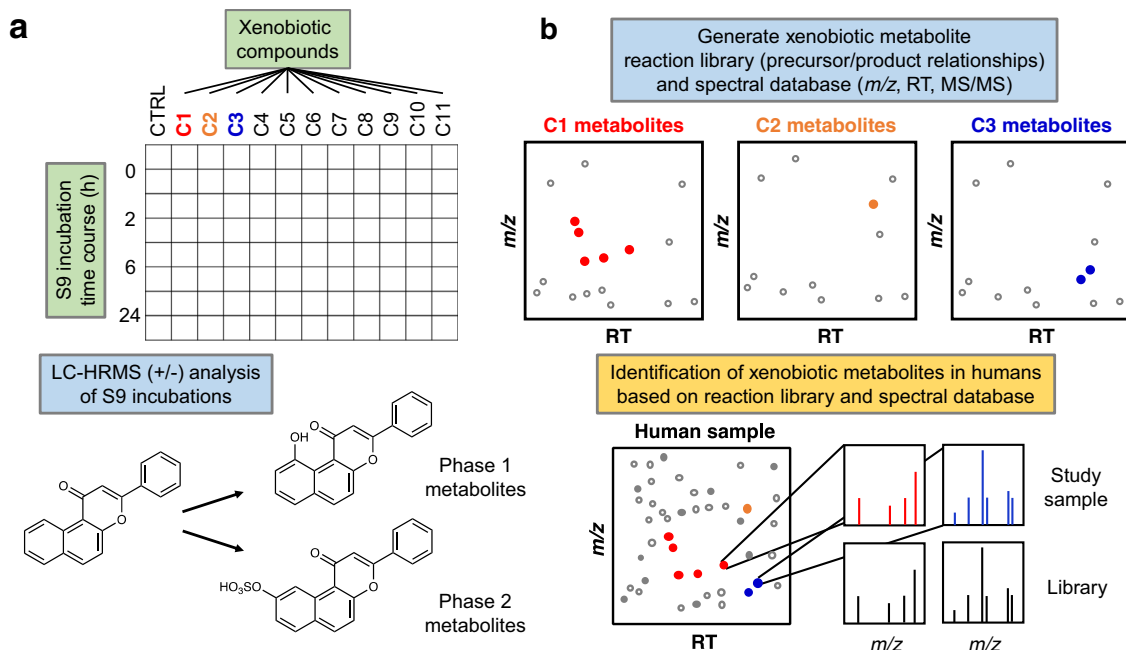 a
Xenobiotic
compounds
CTRL
C1
C2
C3
C4
C5
C6
C7
C8
C9
C10
C11
S9 incubation
time course (h)
0
2
6
24
LC-HRMS (+/-) analysis
of S9 incubations
O
O
OH
O
O
Phase 1
metabolites
HO₃SO
O
O
Phase 2
metabolites
b
Generate xenobiotic metabolite
reaction library (precursor/product relationships)
and spectral database (m/z, RT, MS/MS)
C1 metabolites
C2 metabolites
C3 metabolites
m/z
m/z
m/z
RT
RT
RT
Identification of xenobiotic metabolites in humans
based on reaction library and spectral database
Human sample
m/z
RT
Study
sample
Library
m/z
m/z